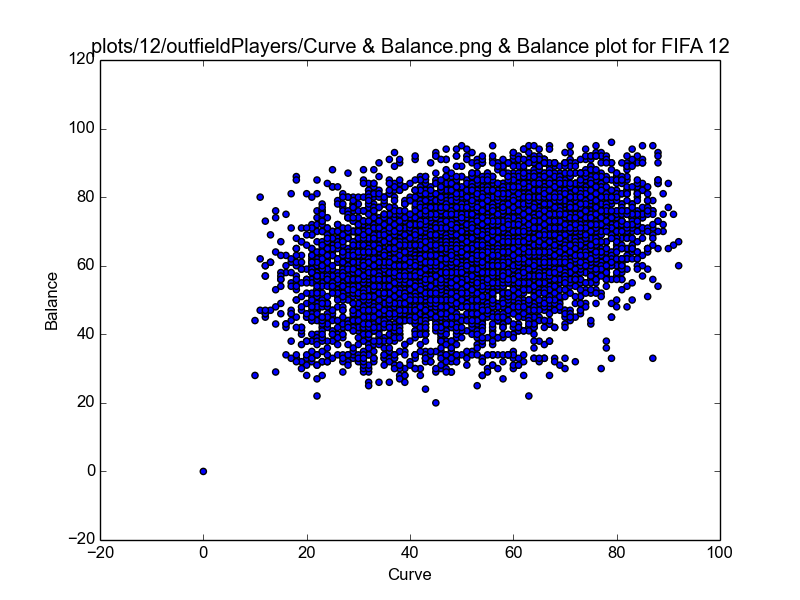 plots/12/outfieldPlayers/Curve & Balance.png & Balance plot for FIFA 12
120
100
80
60
40
20
0
−20
Balance
−20 0 20 40 60 80 100
Curve